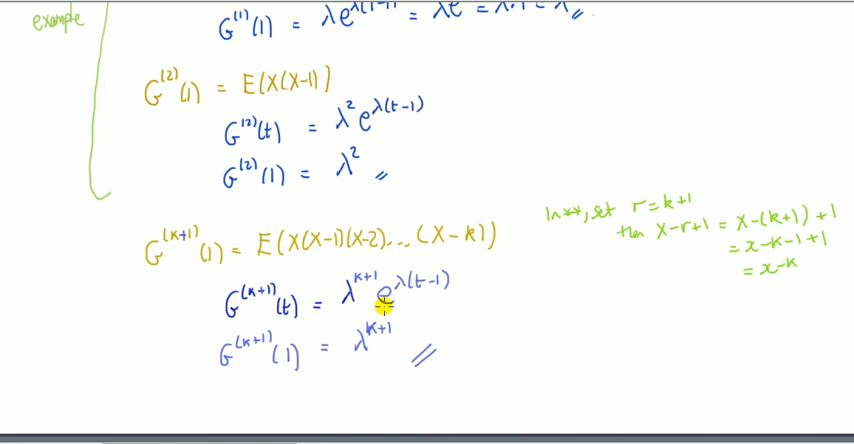 example
G^(1)(1) = λe^λ(1-1) = λe = λ·1 = λ //
G^(2)(1) = E(X(X-1))
G^(2)(t) = λ^2 e^λ(t-1)
G^(2)(1) = λ^2 //
In **, set r = k+1
then X-r+1 = X-(k+1)+1
= x-k-1+1
= x-k
G^(k+1)(1) = E(X(X-1)(X-2)...(X-k))
G^(k+1)(t) = λ^k+1 e^λ(t-1)
G^(k+1)(1) = λ^k+1 //